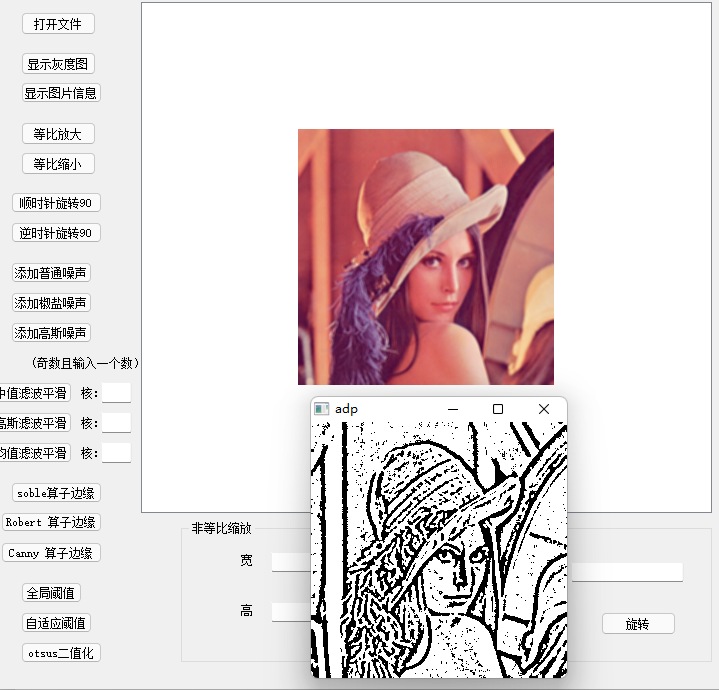 打开文件
显示灰度图
显示图片信息
等比放大
等比缩小
顺时针旋转90
逆时针旋转90
添加普通噪声
添加椒盐噪声
添加高斯噪声
(奇数且输入一个数)
中值滤波平滑 核:
高斯滤波平滑 核:
均值滤波平滑 核:
soble算子边缘
Robert 算子边缘
Canny 算子边缘
全局阈值
自适应阈值
otsus二值化
adp
非等比缩放
宽
高
旋转